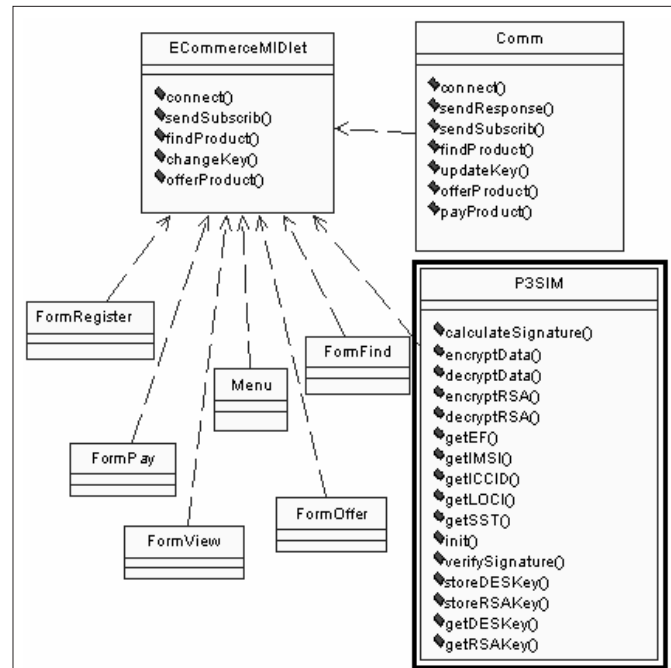 ECommerceMIDlet
connect()
sendSubscrib()
findProduct()
changeKey()
offerProduct()
Comm
connect()
sendResponse()
sendSubscrib()
findProduct()
updateKey()
offerProduct()
payProduct()
P3SIM
calculateSignature()
encryptData()
decryptData()
encryptRSA()
decryptRSA()
getEF()
getIMSI()
getICCID()
getLOCI()
getSST()
init()
verifySignature()
storeDESKey()
storeRSAKey()
getDESKey()
getRSAKey()
FormRegister
FormFind
Menu
FormPay
FormOffer
FormView